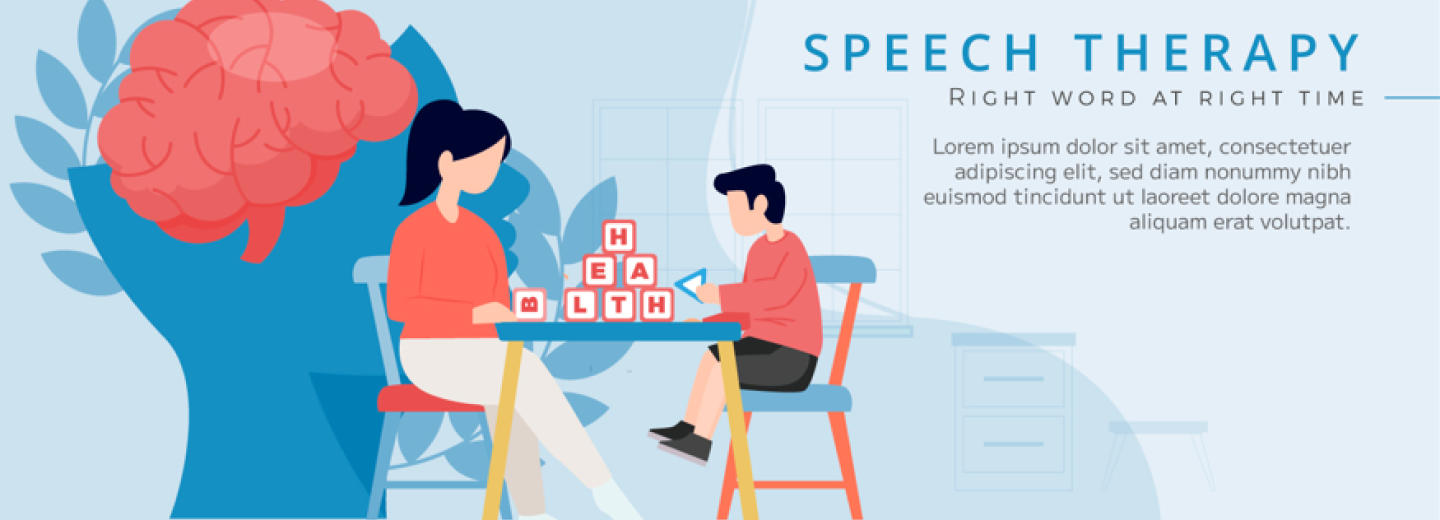 SPEECH THERAPY
RIGHT WORD AT RIGHT TIME
Lorem ipsum dolor sit amet, consectetuer
adipiscing elit, sed diam nonummy nibh
euismod tincidunt ut laoreet dolore magna
aliquam erat volutpat.
H
E A
B L T H